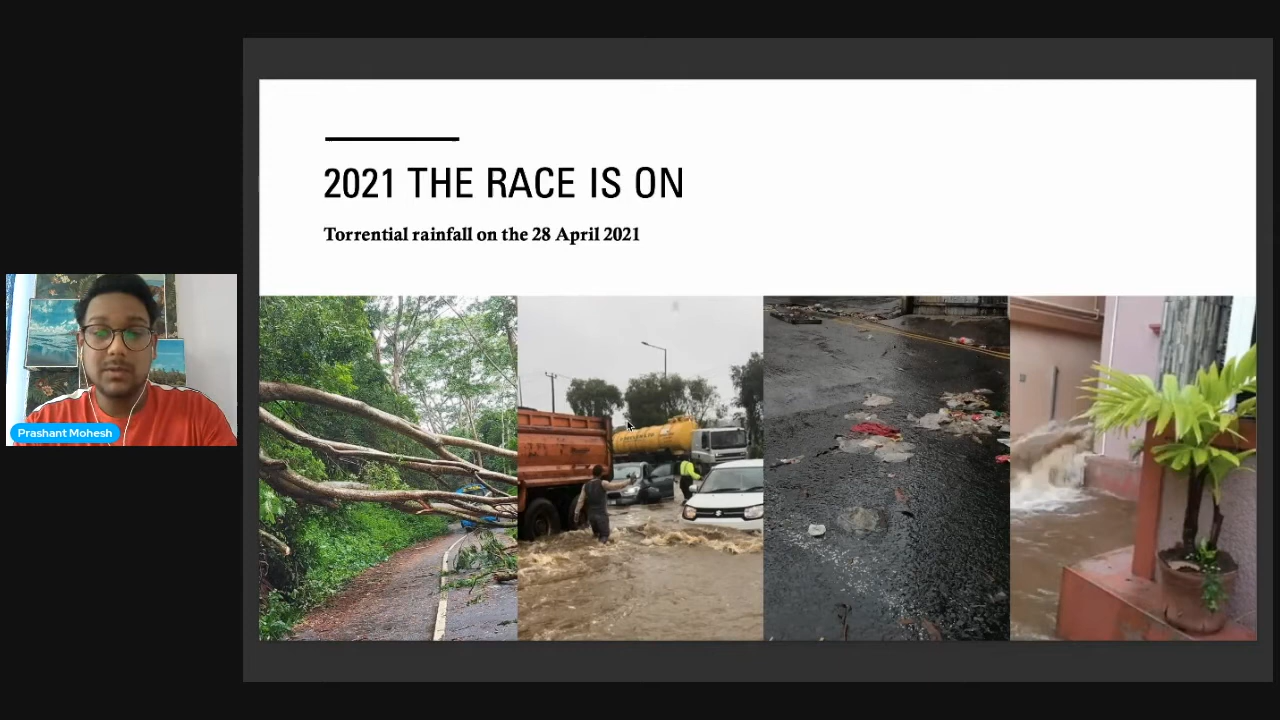 2021 THE RACE IS ON
Torrential rainfall on the 28 April 2021
Prashant Mohesh